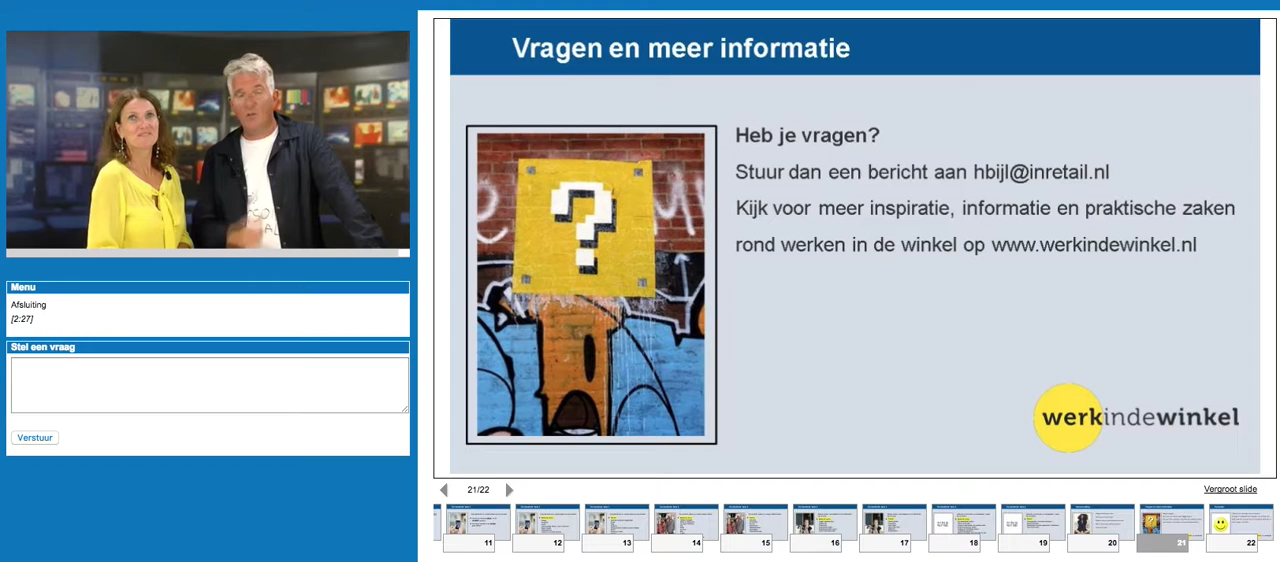 Vragen en meer informatie
?
Heb je vragen?
Stuur dan een bericht aan hbijl@inretail.nl
Kijk voor meer inspiratie, informatie en praktische zaken
rond werken in de winkel op www.werkindewinkel.nl
werkindewinkel
Menu
Afsluiting
[2:27]
Stel een vraag
Verstuur
21/22
Vergroot slide
11 12 13 14 15 16 17 18 19 20 21 22